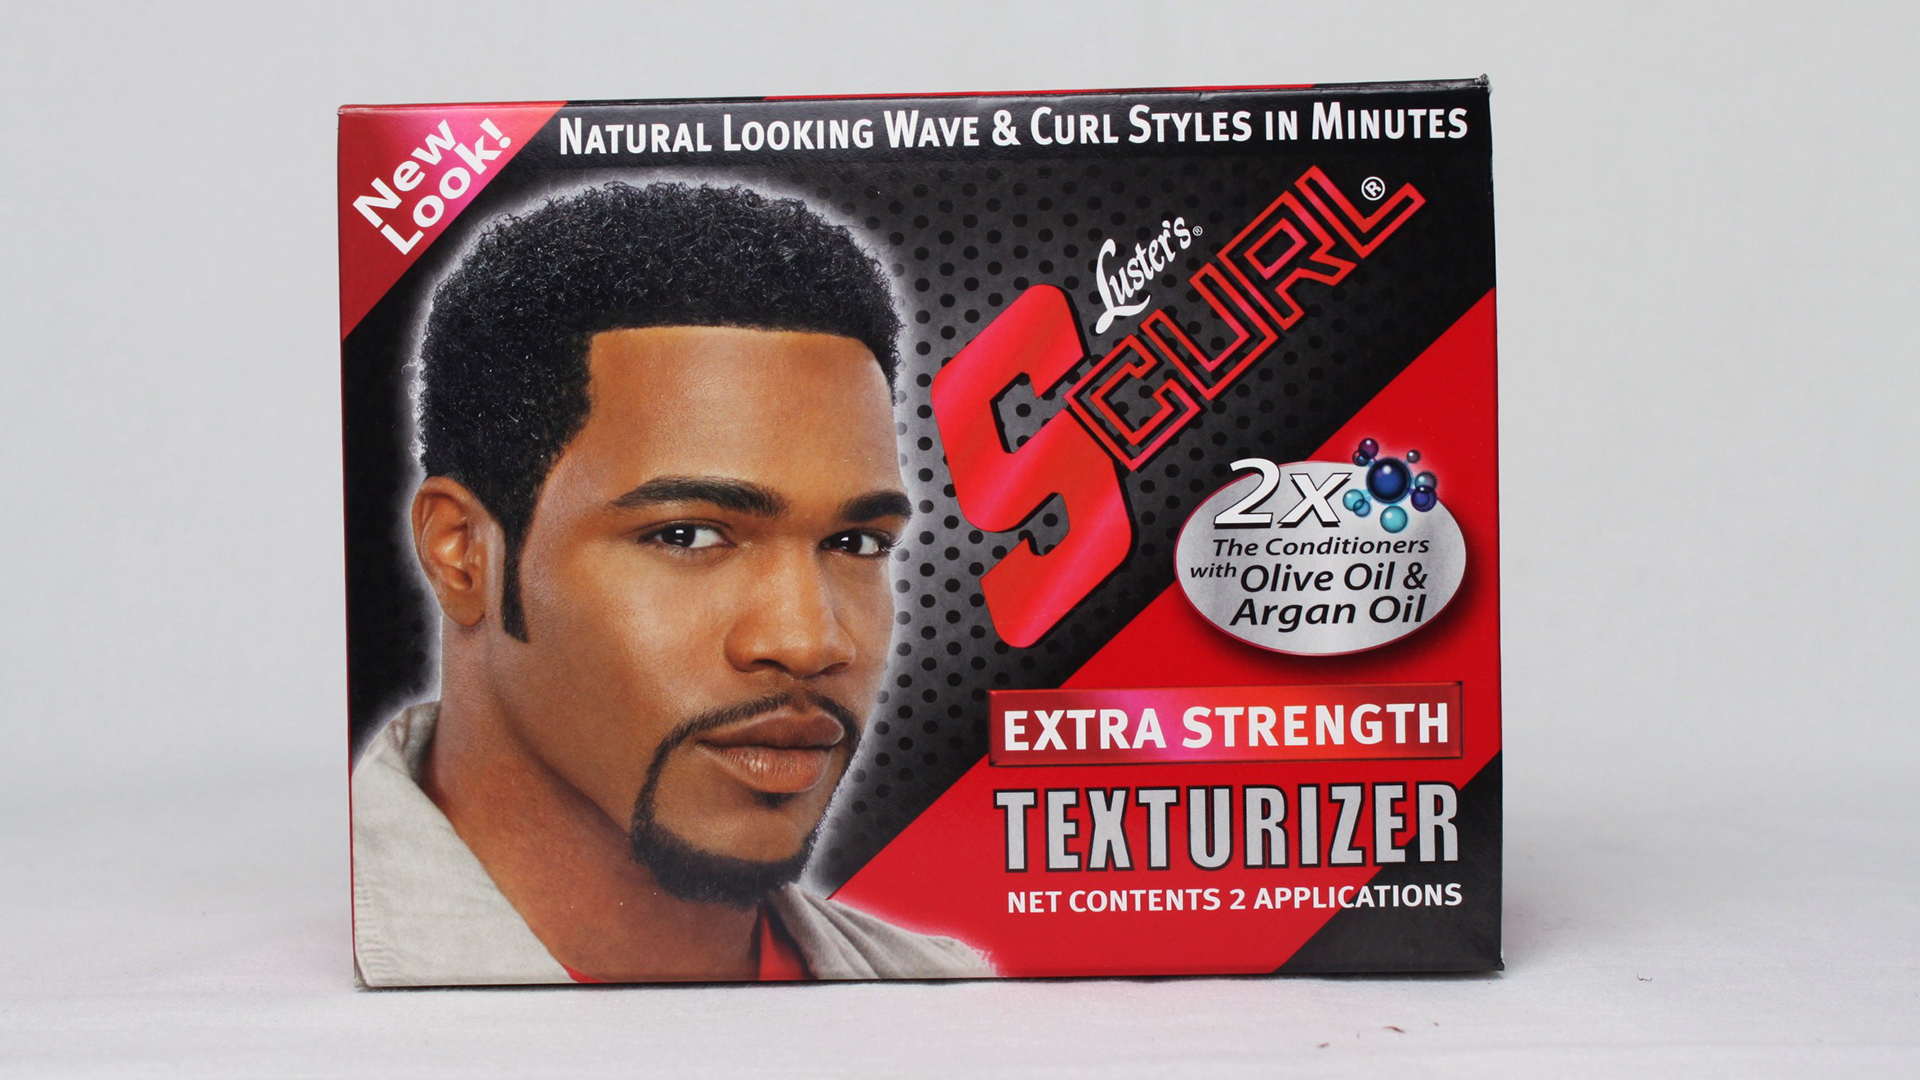 New
Look!
NATURAL LOOKING WAVE & CURL STYLES IN MINUTES
Luster's®
SCURL®
2x
The Conditioners
with Olive Oil &
Argan Oil
EXTRA STRENGTH
TEXTURIZER
NET CONTENTS 2 APPLICATIONS